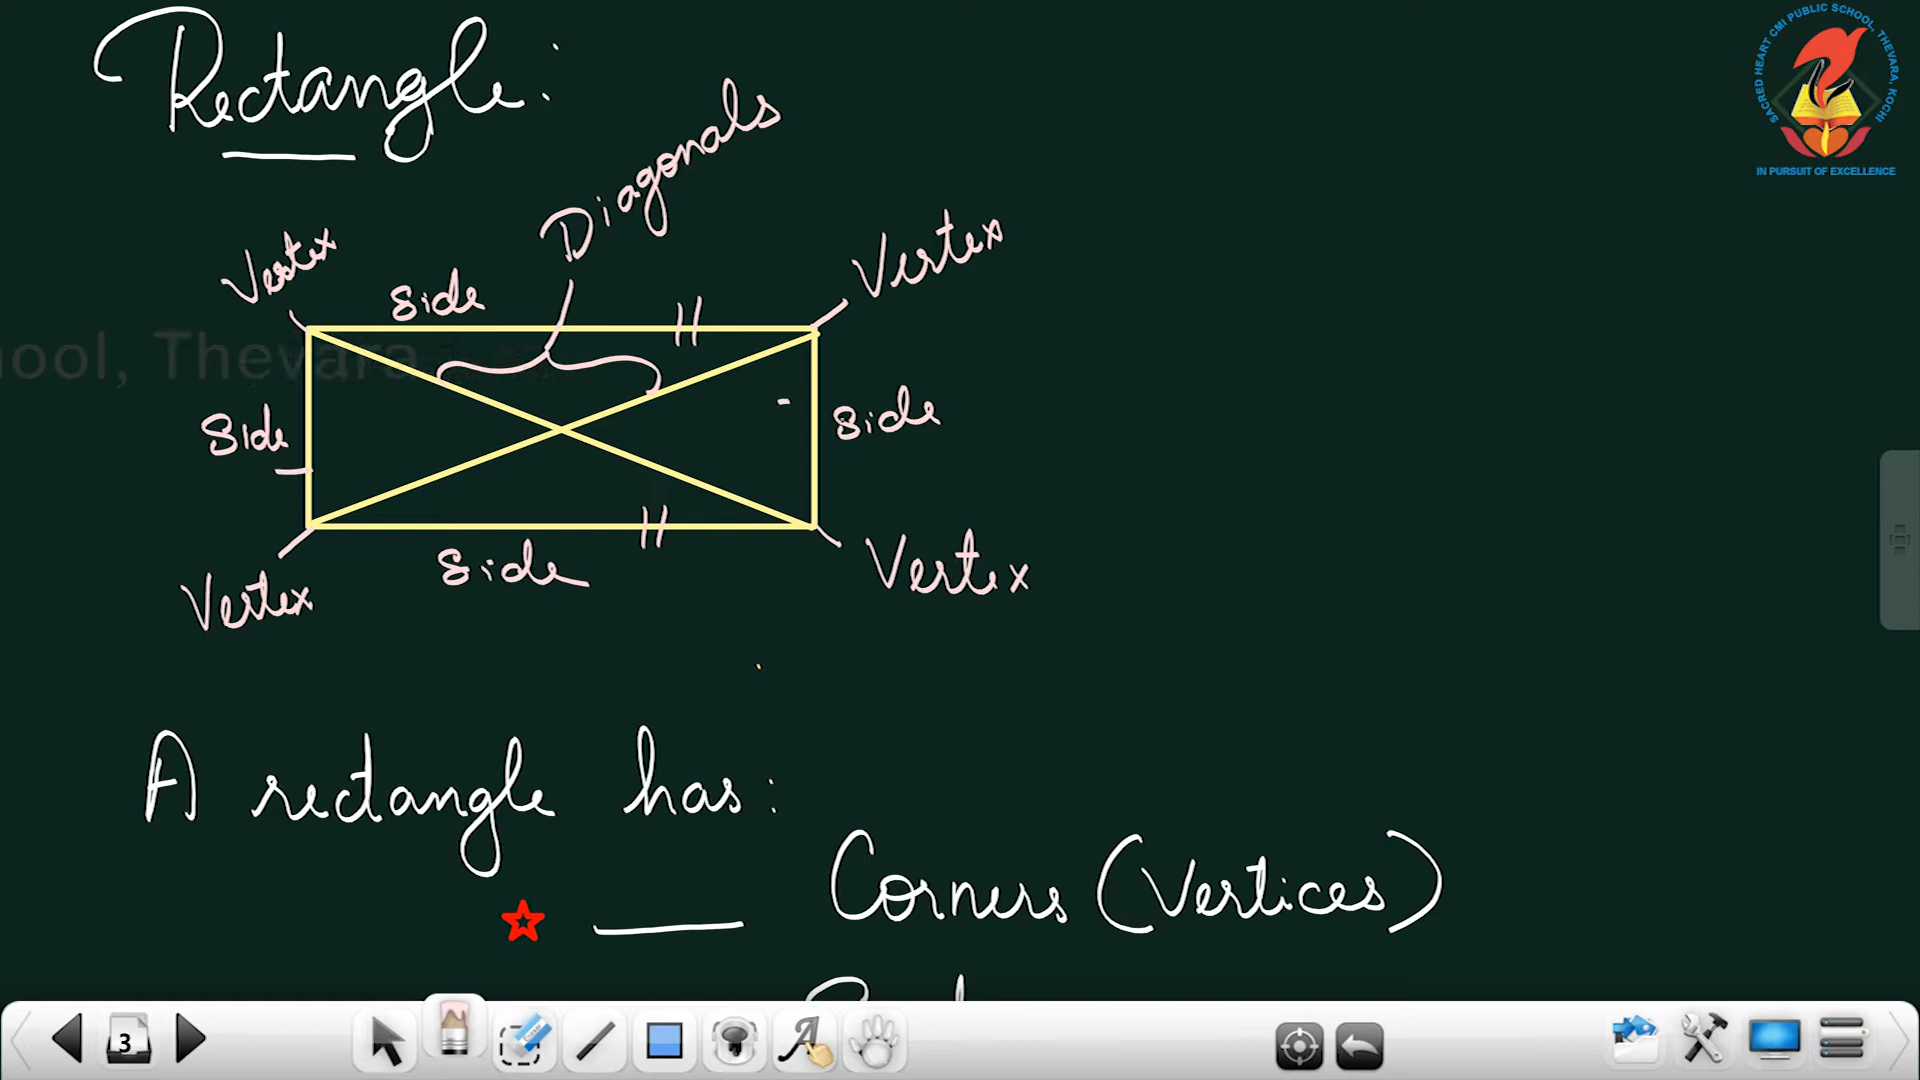 Rectangle:
Diagonals
Vertex
Side
Vertex
Side
Side
Vertex
Side
Vertex
A rectangle has:
Corners (Vertices)
SACRED HEART CMI PUBLIC SCHOOL, THEVARA, KOCHI
IN PURSUIT OF EXCELLENCE
hool, Thevara
3